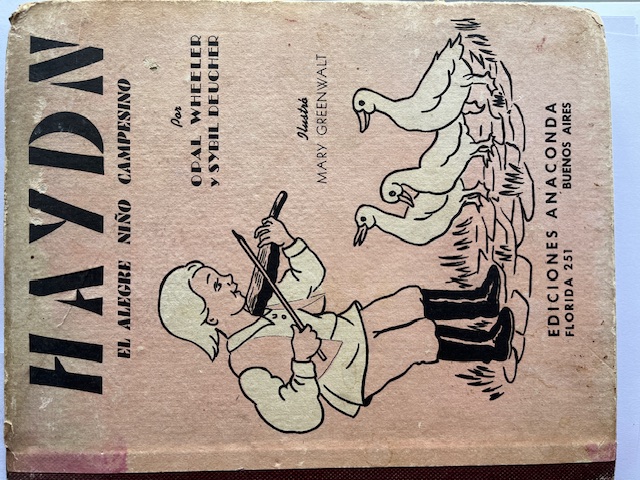 HAYDN
EL ALEGRE NIÑO CAMPESINO
Por
OPAL WHEELER
y SYBIL DEUCHER
Ilustró
MARY GREENWALT
EDICIONES ANACONDA
FLORIDA 251 BUENOS AIRES